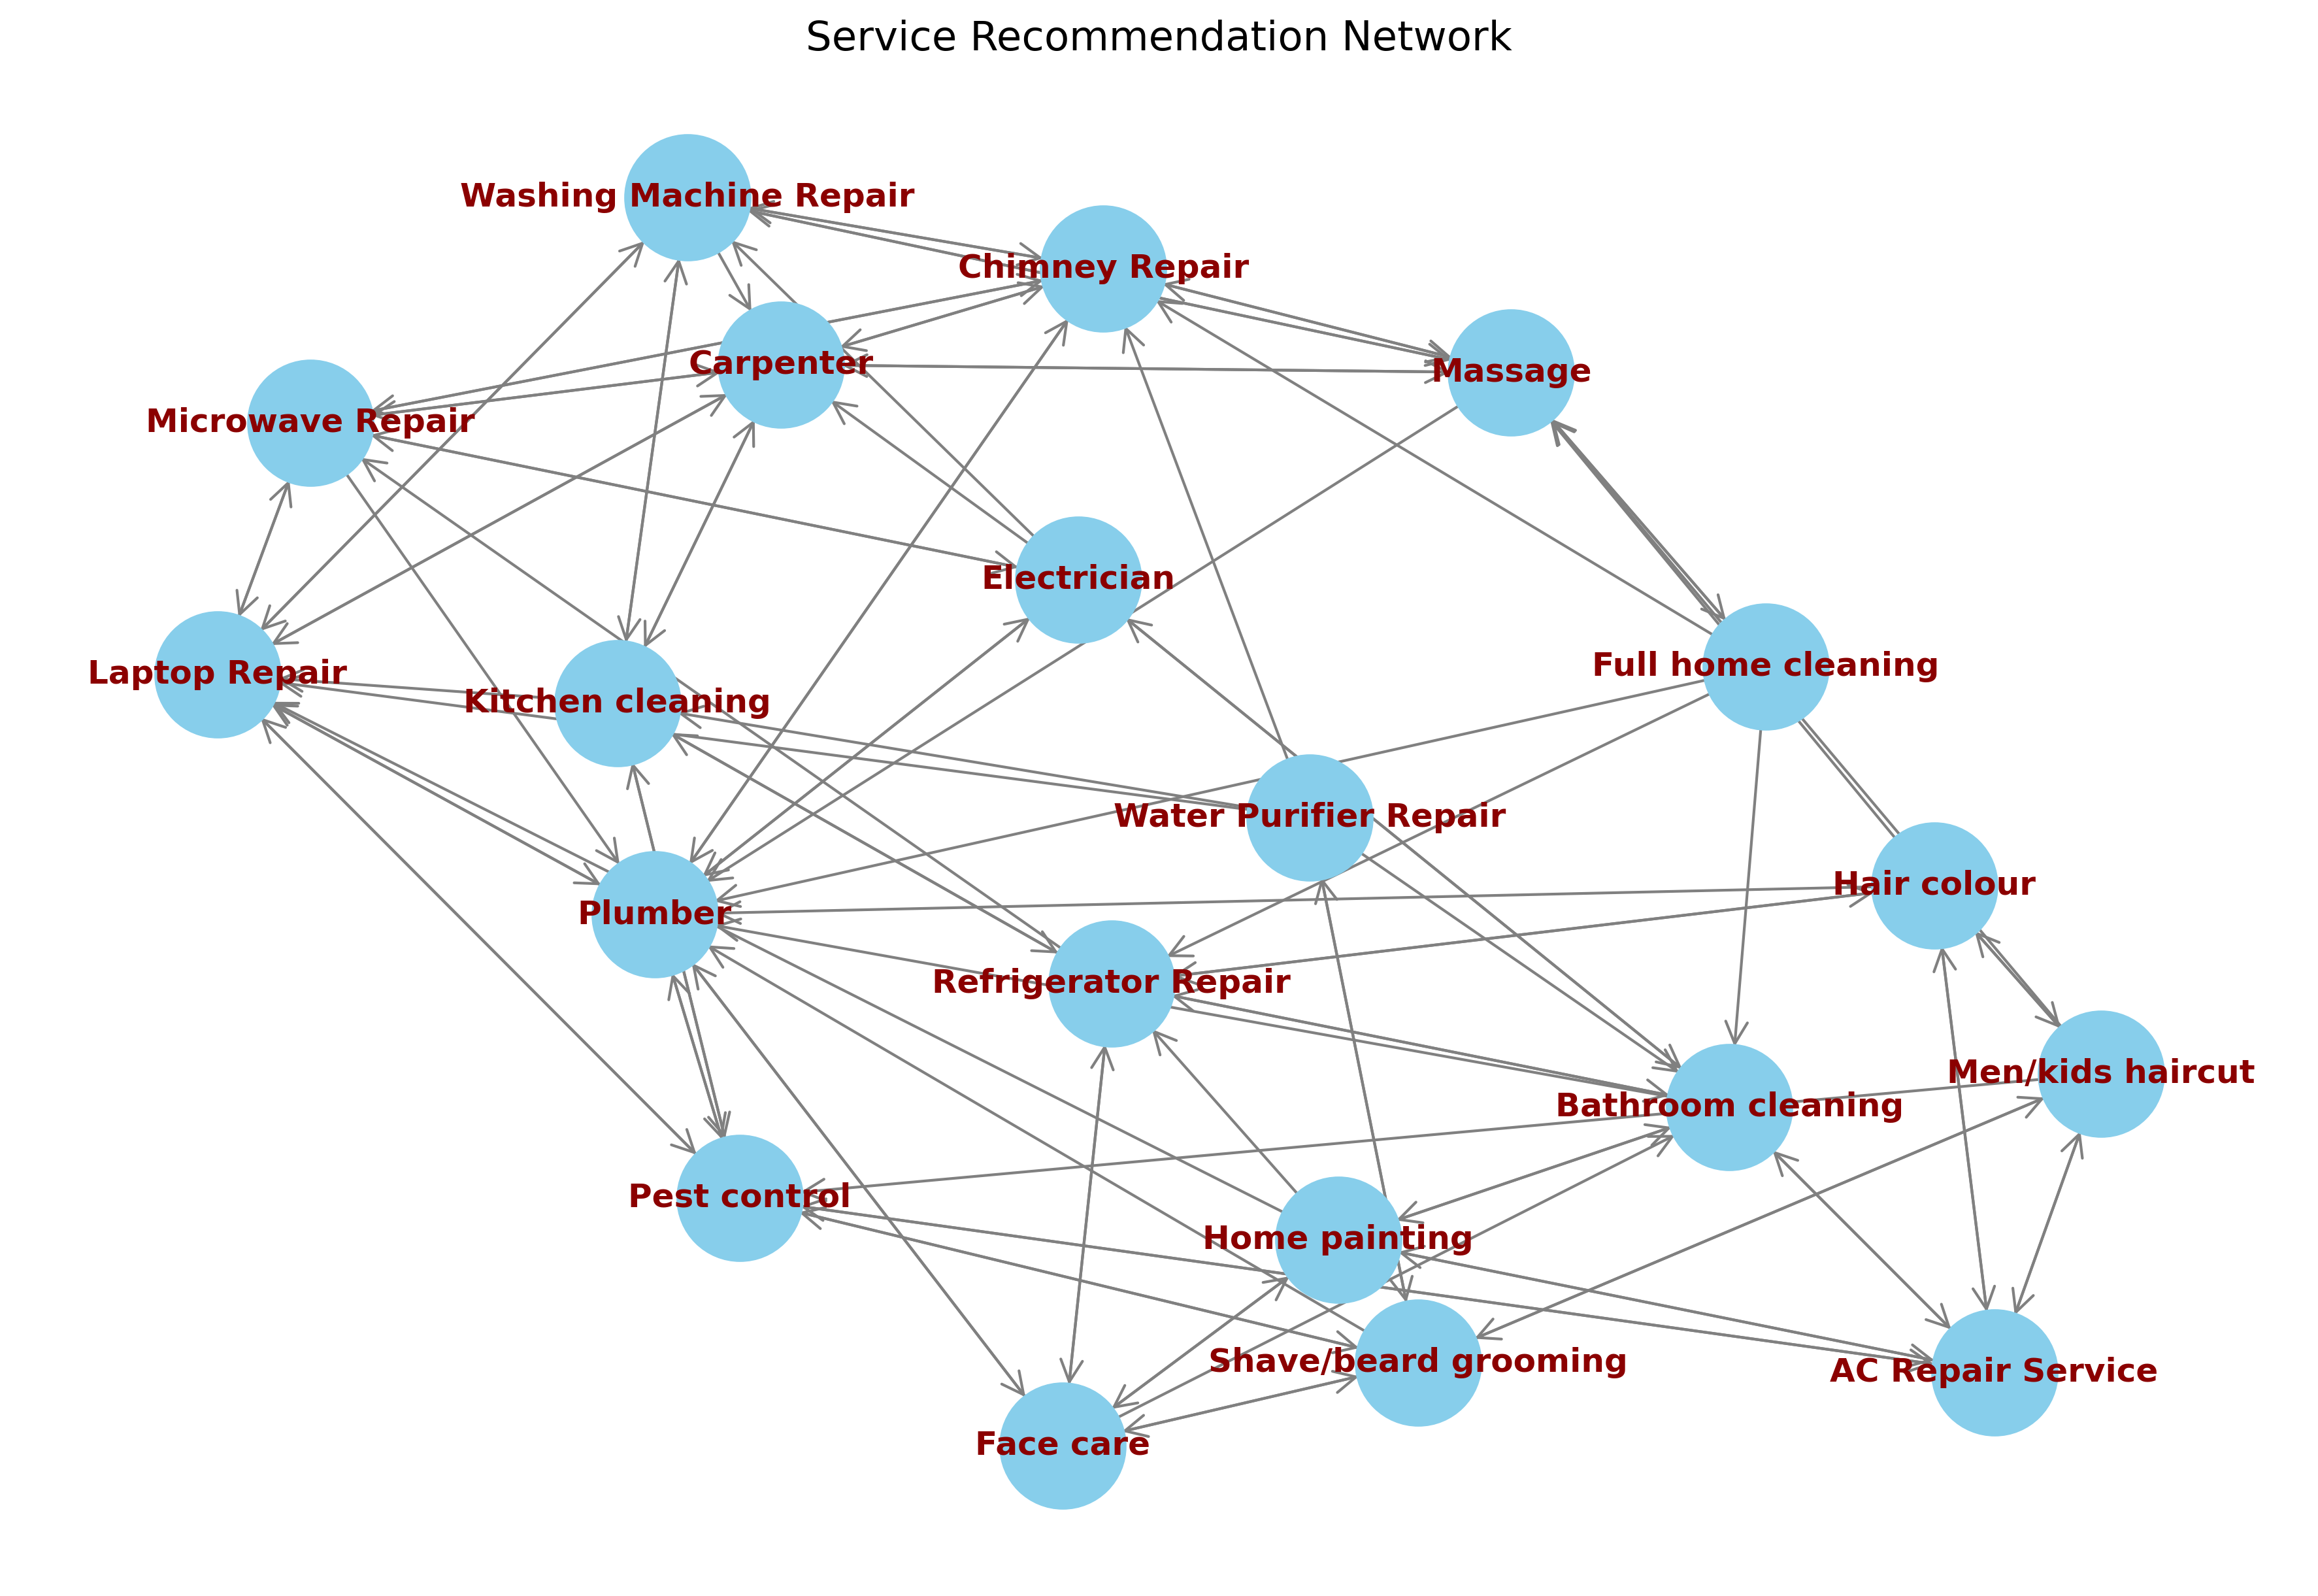 Service Recommendation Network
Washing Machine Repair
Chimney Repair
Carpenter
Massage
Microwave Repair
Electrician
Full home cleaning
Laptop Repair
Kitchen cleaning
Water Purifier Repair
Hair colour
Plumber
Refrigerator Repair
Men/kids haircut
Bathroom cleaning
Pest control
Home painting
Shave/beard grooming
AC Repair Service
Face care